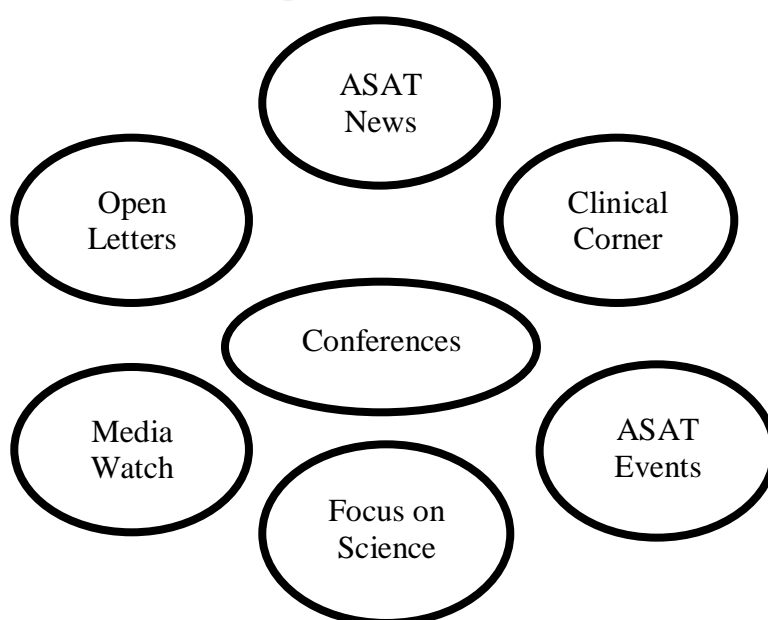 ASAT
News
Open
Letters
Clinical
Corner
Conferences
Media
Watch
ASAT
Events
Focus on
Science